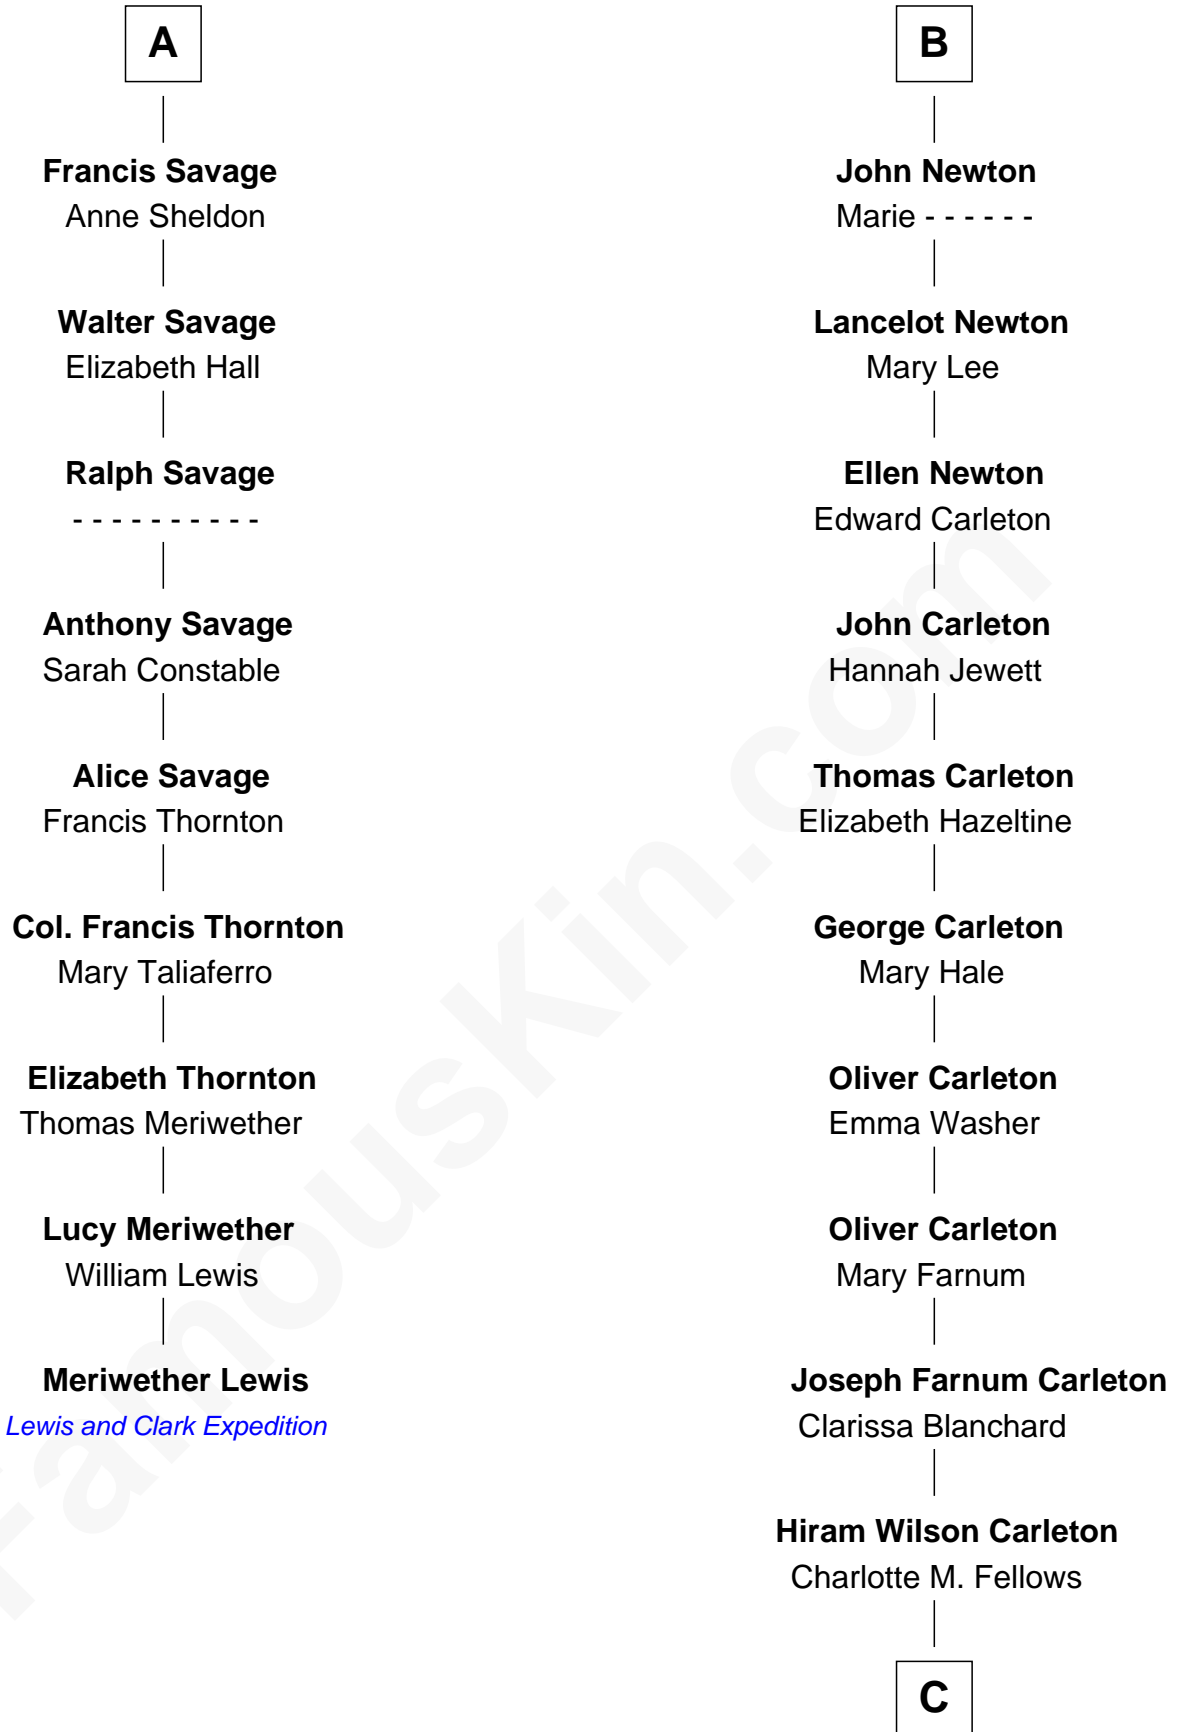 A
Francis Savage
Anne Sheldon
Walter Savage
Elizabeth Hall
Ralph Savage
- - - - - - - - - -
Anthony Savage
Sarah Constable
Alice Savage
Francis Thornton
Col. Francis Thornton
Mary Taliaferro
Elizabeth Thornton
Thomas Meriwether
Lucy Meriwether
William Lewis
Meriwether Lewis
Lewis and Clark Expedition
B
John Newton
Marie - - - - - -
Lancelot Newton
Mary Lee
Ellen Newton
Edward Carleton
John Carleton
Hannah Jewett
Thomas Carleton
Elizabeth Hazeltine
George Carleton
Mary Hale
Oliver Carleton
Emma Washer
Oliver Carleton
Mary Farnum
Joseph Farnum Carleton
Clarissa Blanchard
Hiram Wilson Carleton
Charlotte M. Fellows
C
FamousKin.com